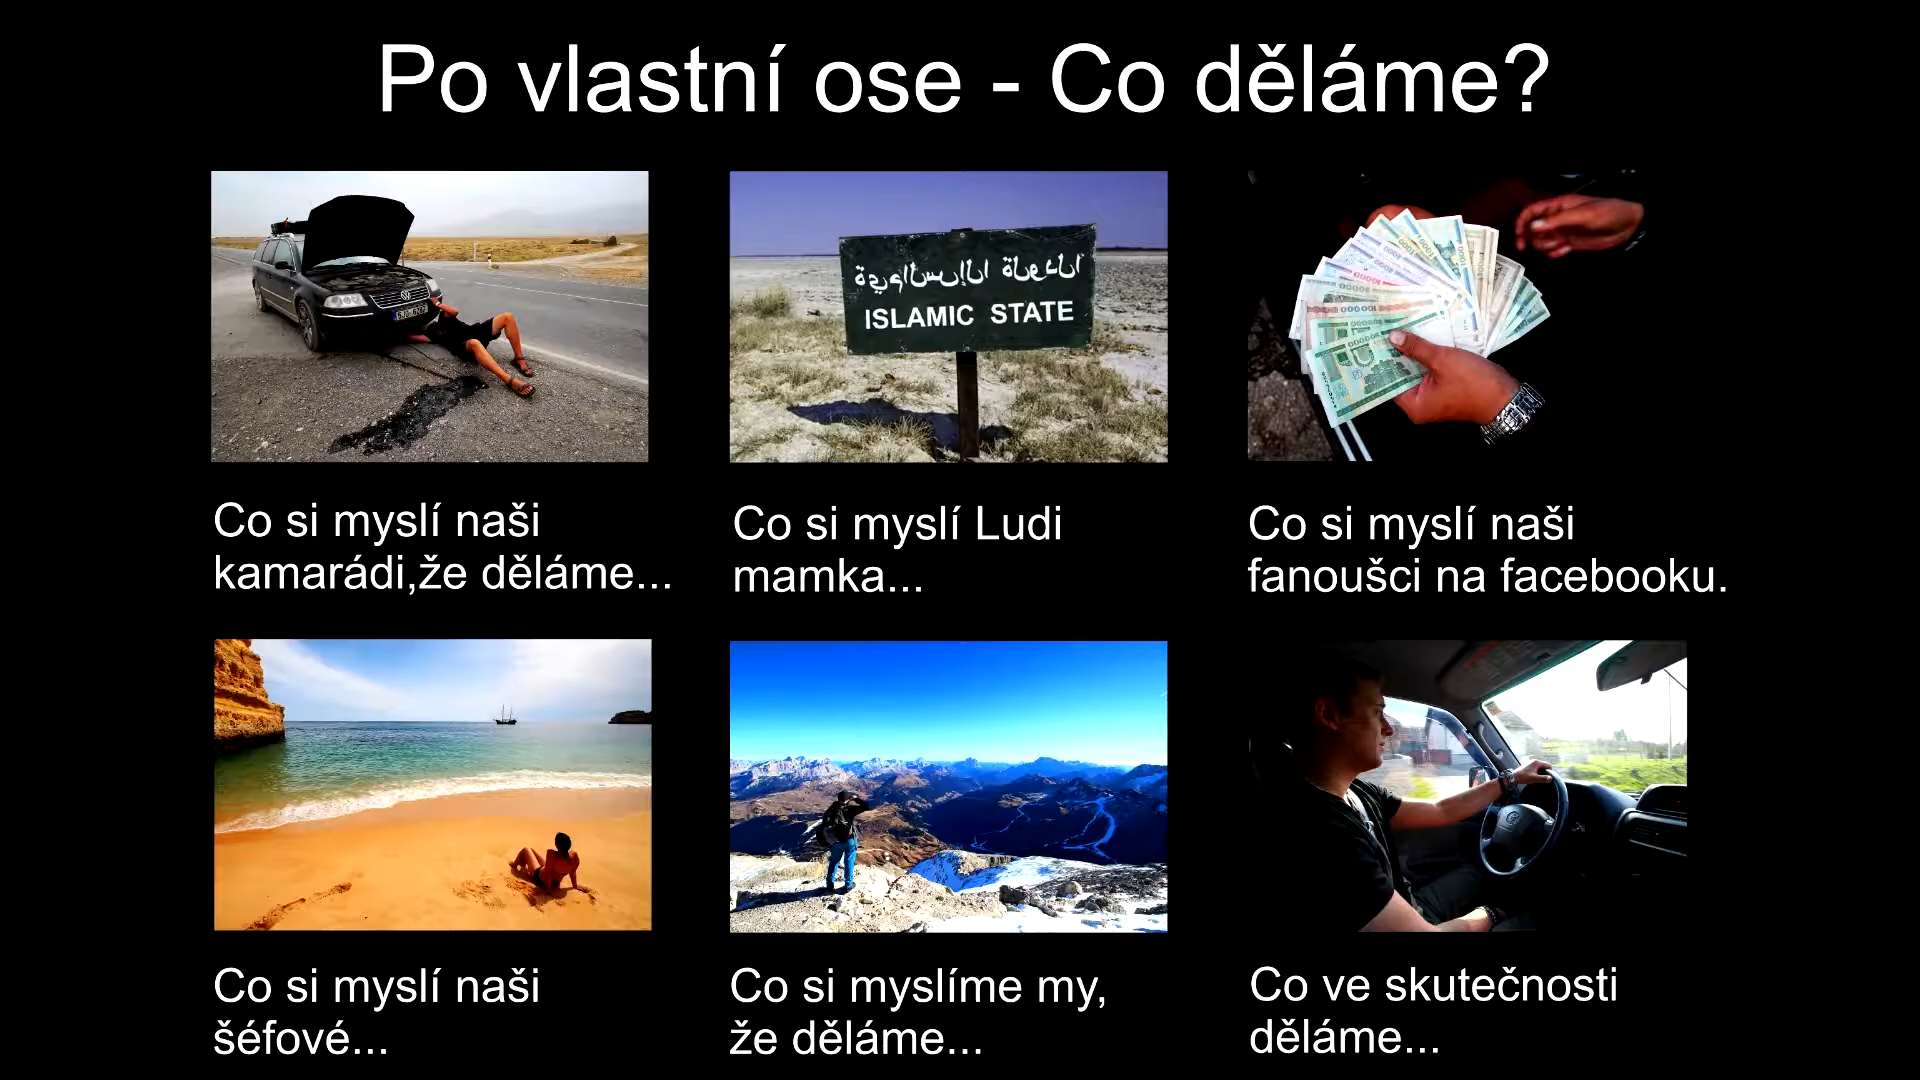 Po vlastní ose - Co děláme?
الدولة الإسلامية
ISLAMIC STATE
Co si myslí naši
kamarádi,že děláme...
Co si myslí Ludi
mamka...
Co si myslí naši
fanoušci na facebooku.
Co si myslí naši
šéfové...
Co si myslíme my,
že děláme...
Co ve skutečnosti
děláme...